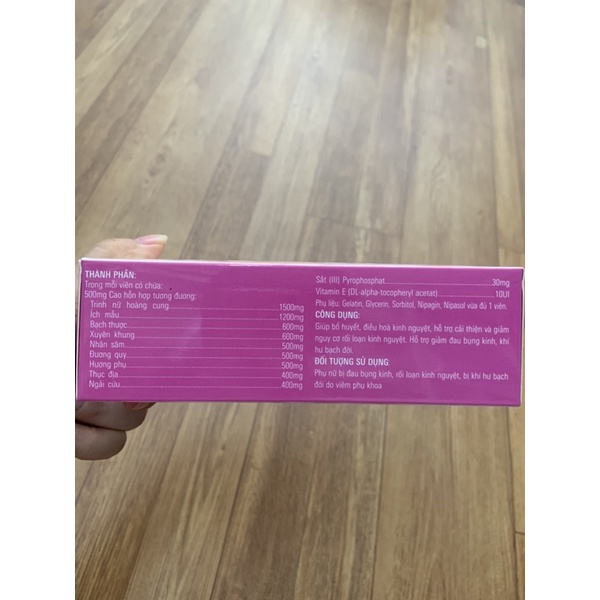 THÀNH PHẦN:
Trong mỗi viên có chứa:
500mg Cao hỗn hợp tương đương:
Trinh nữ hoàng cung 1500mg
Ích mẫu 1200mg
Bạch thược 600mg
Xuyên khung 600mg
Nhân sâm 500mg
Đương quy 500mg
Hương phụ 500mg
Thục địa 400mg
Ngải cứu 400mg
Sắt (III) Pyrophosphat 30mg
Vitamin E (DL-alpha-tocopheryl acetat) 10UI
Phụ liệu: Gelatin, Glycerin, Sorbitol, Nipagin, Nipasol vừa đủ 1 viên.
CÔNG DỤNG:
Giúp bổ huyết, điều hoà kinh nguyệt, hỗ trợ cải thiện và giảm
nguy cơ rối loạn kinh nguyệt. Hỗ trợ giảm đau bụng kinh, khí
hư bạch đới.
ĐỐI TƯỢNG SỬ DỤNG:
Phụ nữ bị đau bụng kinh, rối loạn kinh nguyệt, bị khí hư bạch
đới do viêm phụ khoa